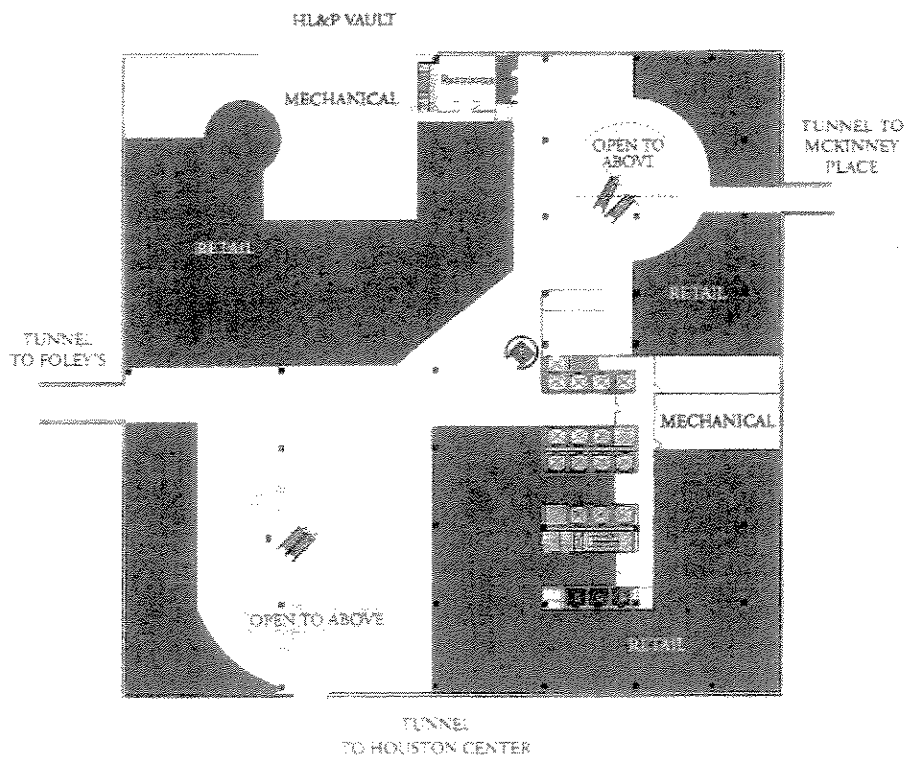 HL&P VAULT
MECHANICAL
TUNNEL TO
MCKINNEY
PLACE
OPEN TO
ABOVE
RETAIL
RETAIL
TUNNEL
TO FOLEY'S
MECHANICAL
OPEN TO ABOVE
RETAIL
TUNNEL
TO HOUSTON CENTER